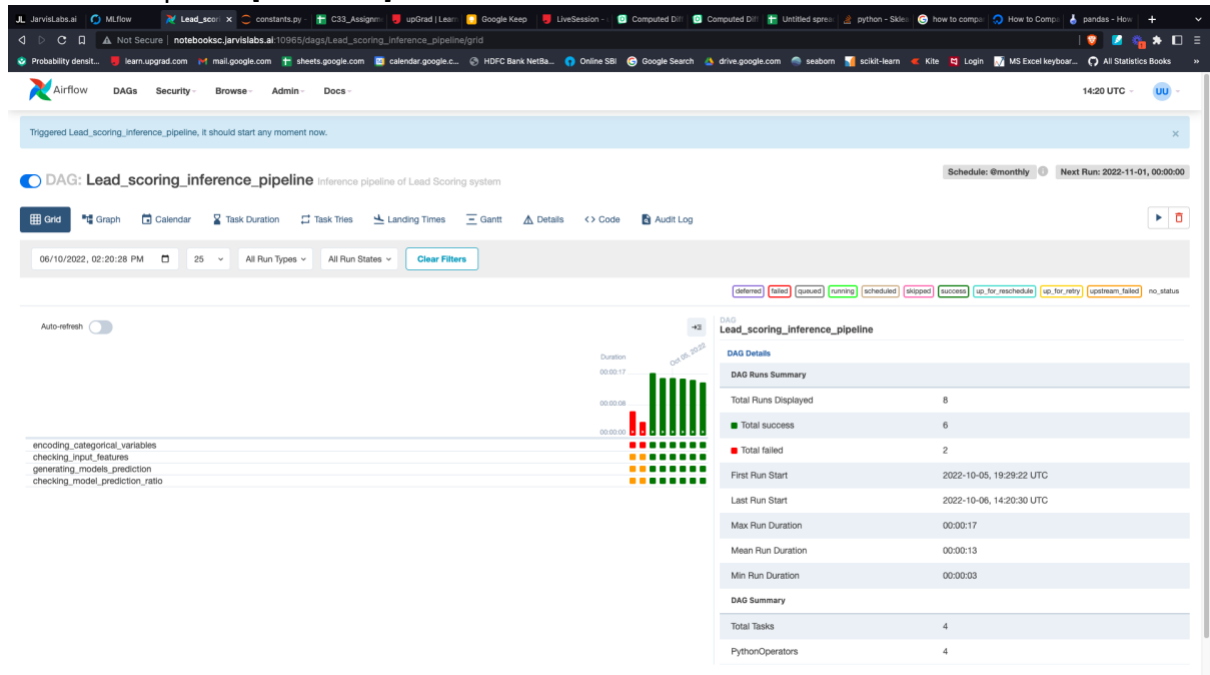 JL JarvisLabs.ai MLflow Lead_scori constants.py - C33_Assignm upGrad | Learn Google Keep LiveSession - Computed Diff Computed Diff Untitled sprea python - Skle how to compa How to Compa pandas - How
Not Secure | notebooksc.jarvislabs.ai:10965/dags/Lead_scoring_inference_pipeline/grid
Probability densit... learn.upgrad.com mail.google.com sheets.google.com calendar.google.c... HDFC Bank NetBa... Online SBI Google Search drive.google.com seaborn scikit-learn Kite Login MS Excel keyboar... All Statistics Books »
Airflow DAGs Security Browse Admin Docs 14:20 UTC UU
Triggered Lead_scoring_inference_pipeline, it should start any moment now. ×
DAG: Lead_scoring_inference_pipeline Inference pipeline of Lead Scoring system Schedule: @monthly Next Run: 2022-11-01, 00:00:00
Grid Graph Calendar Task Duration Task Tries Landing Times Gantt Details <> Code Audit Log
06/10/2022, 02:20:28 PM 25 All Run Types All Run States Clear Filters
deferred failed queued running scheduled skipped success up_for_reschedule up_for_retry upstream_failed no_status
Auto-refresh
Duration
Oct 05, 20:22
00:00:17
00:00:08
00:00:00
encoding_categorical_variables
checking_input_features
generating_models_prediction
checking_model_prediction_ratio
DAG
Lead_scoring_inference_pipeline
DAG Details
DAG Runs Summary
Total Runs Displayed 8
Total success 6
Total failed 2
First Run Start 2022-10-05, 19:29:22 UTC
Last Run Start 2022-10-06, 14:20:30 UTC
Max Run Duration 00:00:17
Mean Run Duration 00:00:13
Min Run Duration 00:00:03
DAG Summary
Total Tasks 4
PythonOperators 4